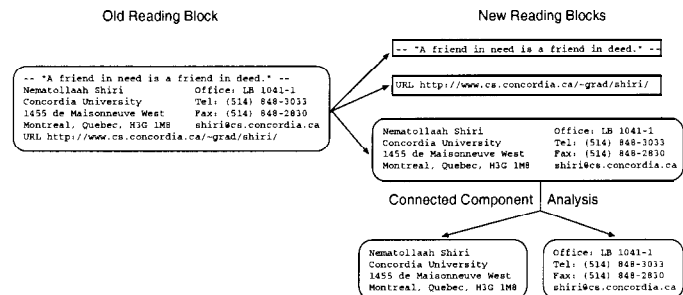 Old Reading Block
New Reading Blocks
-- "A friend in need is a friend in deed." --
Nematollaah Shiri Office: LB 1041-1
Concordia University Tel: (514) 848-3033
1455 de Maisonneuve West Fax: (514) 848-2830
Montreal, Quebec, H3G 1M8 shiri@cs.concordia.ca
URL http://www.cs.concordia.ca/~grad/shiri/
-- "A friend in need is a friend in deed." --
URL http://www.cs.concordia.ca/~grad/shiri/
Nematollaah Shiri Office: LB 1041-1
Concordia University Tel: (514) 848-3033
1455 de Maisonneuve West Fax: (514) 848-2830
Montreal, Quebec, H3G 1M8 shiri@cs.concordia.ca
Connected Component Analysis
Nematollaah Shiri
Concordia University
1455 de Maisonneuve West
Montreal, Quebec, H3G 1M8
Office: LB 1041-1
Tel: (514) 848-3033
Fax: (514) 848-2830
shiri@cs.concordia.ca